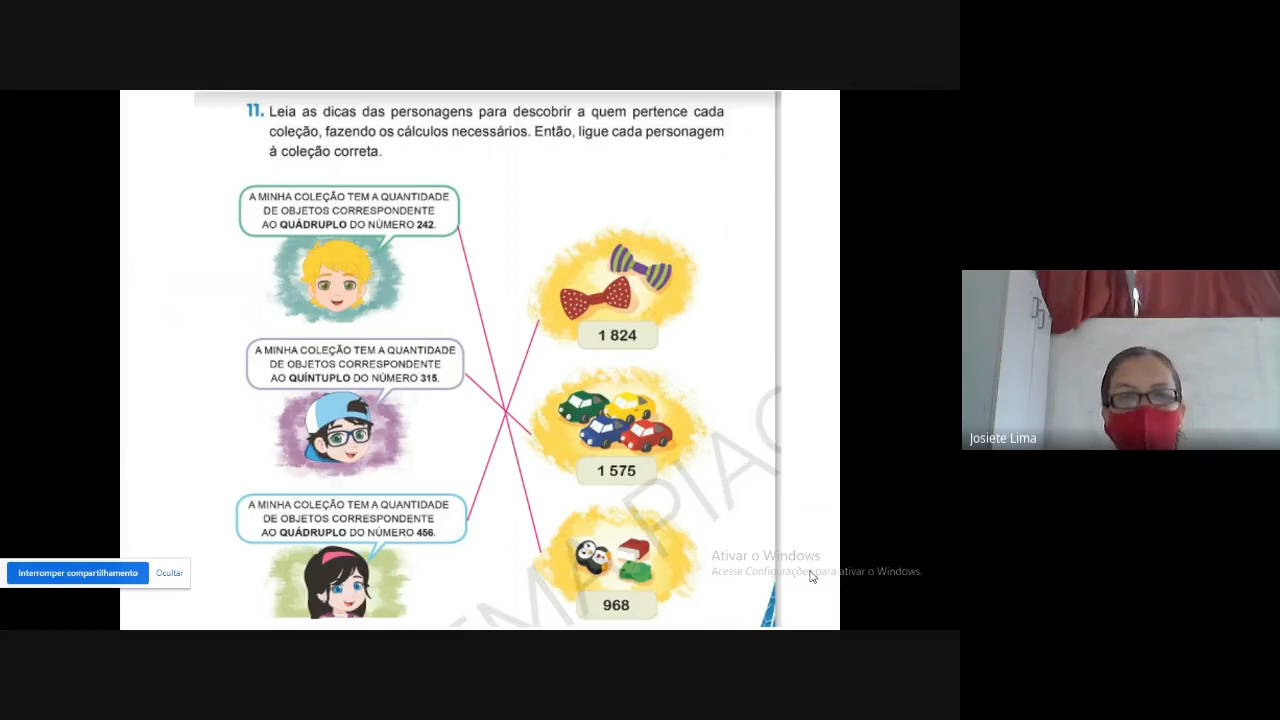 11. Leia as dicas das personagens para descobrir a quem pertence cada
coleção, fazendo os cálculos necessários. Então, ligue cada personagem
à coleção correta.
A MINHA COLEÇÃO TEM A QUANTIDADE
DE OBJETOS CORRESPONDENTE
AO QUÁDRUPLO DO NÚMERO 242.
1 824
A MINHA COLEÇÃO TEM A QUANTIDADE
DE OBJETOS CORRESPONDENTE
AO QUÍNTUPLO DO NÚMERO 315.
1 575
A MINHA COLEÇÃO TEM A QUANTIDADE
DE OBJETOS CORRESPONDENTE
AO QUÁDRUPLO DO NÚMERO 456.
968
Ativar o Windows
Acesse Configurações para ativar o Windows.
Interromper compartilhamento
Ocultar
Josiete Lima